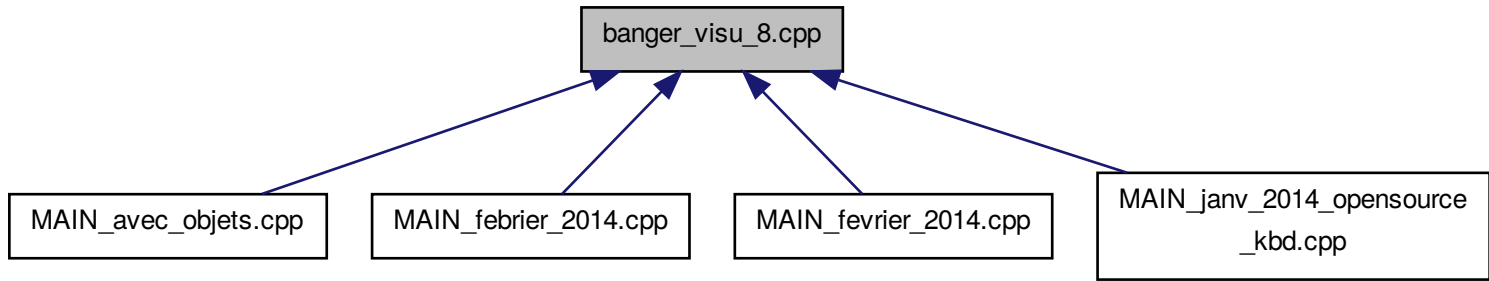 banger_visu_8.cpp
MAIN_avec_objets.cpp
MAIN_febrier_2014.cpp
MAIN_fevrier_2014.cpp
MAIN_janv_2014_opensource
_kbd.cpp